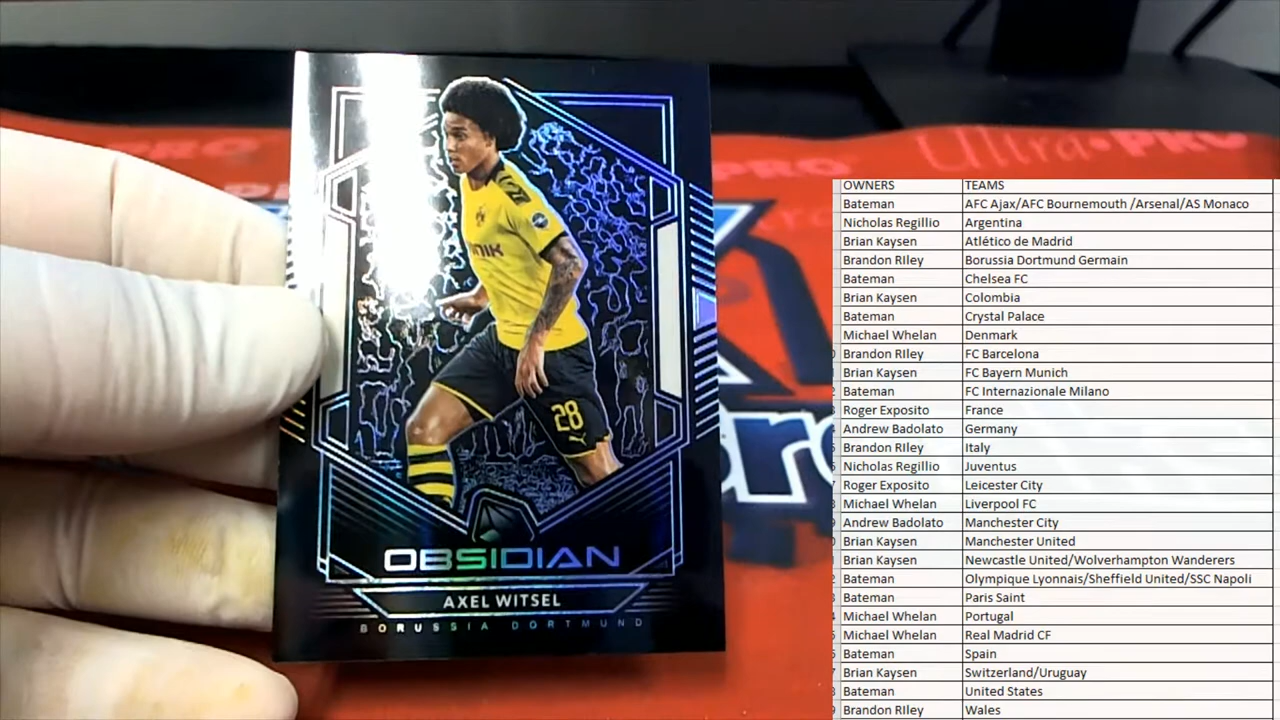 PRO
Ultra•PRO
28
OBSIDIAN
AXEL WITSEL
BORUSSIA DORTMUND
OWNERS TEAMS
Bateman AFC Ajax/AFC Bournemouth /Arsenal/AS Monaco
Nicholas Regillio Argentina
Brian Kaysen Atlético de Madrid
Brandon RIley Borussia Dortmund Germain
Bateman Chelsea FC
Brian Kaysen Colombia
Bateman Crystal Palace
Michael Whelan Denmark
Brandon RIley FC Barcelona
Brian Kaysen FC Bayern Munich
Bateman FC Internazionale Milano
Roger Exposito France
Andrew Badolato Germany
Brandon RIley Italy
Nicholas Regillio Juventus
Roger Exposito Leicester City
Michael Whelan Liverpool FC
Andrew Badolato Manchester City
Brian Kaysen Manchester United
Brian Kaysen Newcastle United/Wolverhampton Wanderers
Bateman Olympique Lyonnais/Sheffield United/SSC Napoli
Bateman Paris Saint
Michael Whelan Portugal
Michael Whelan Real Madrid CF
Bateman Spain
Brian Kaysen Switzerland/Uruguay
Bateman United States
Brandon RIley Wales